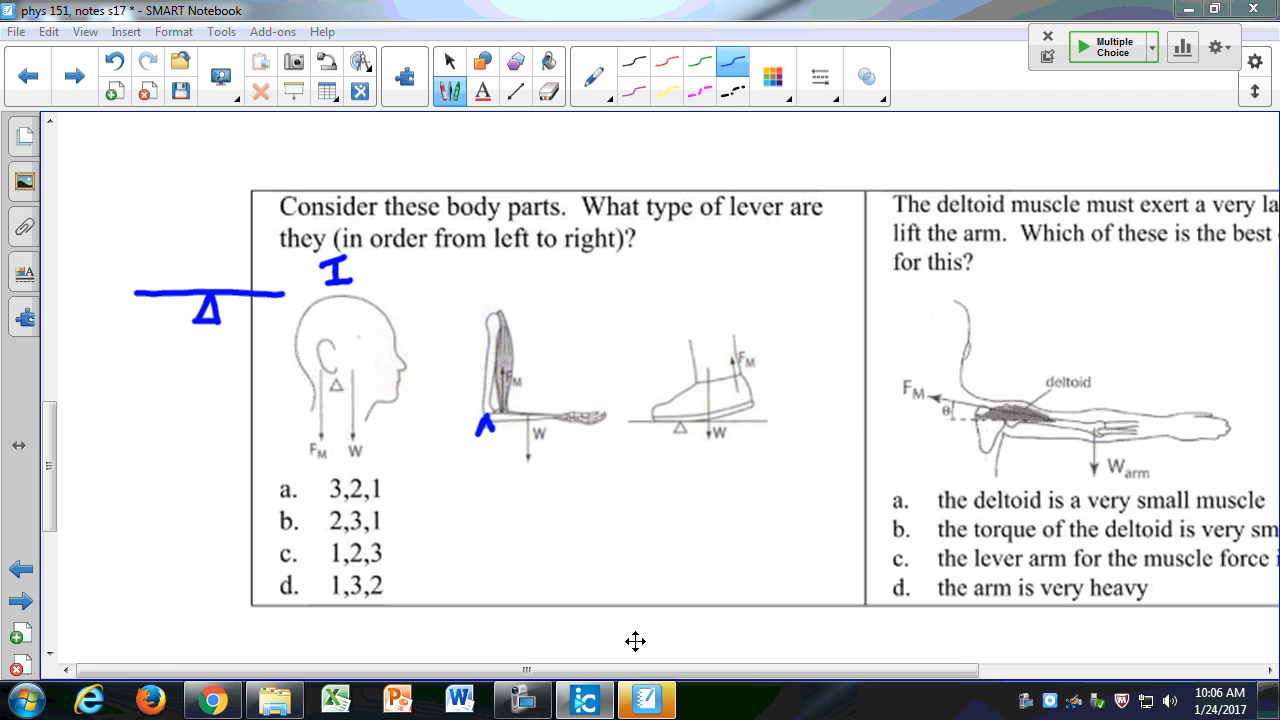 phys 151, notes s17 * - SMART Notebook
File Edit View Insert Format Tools Add-ons Help
Multiple
Choice
Consider these body parts. What type of lever are
they (in order from left to right)?
I
FM W
FM
W
FM
W
a. 3,2,1
b. 2,3,1
c. 1,2,3
d. 1,3,2
The deltoid muscle must exert a very la
lift the arm. Which of these is the best
for this?
deltoid
FM
θ
Warm
a. the deltoid is a very small muscle
b. the torque of the deltoid is very sm
c. the lever arm for the muscle force
d. the arm is very heavy
10:06 AM
1/24/2017